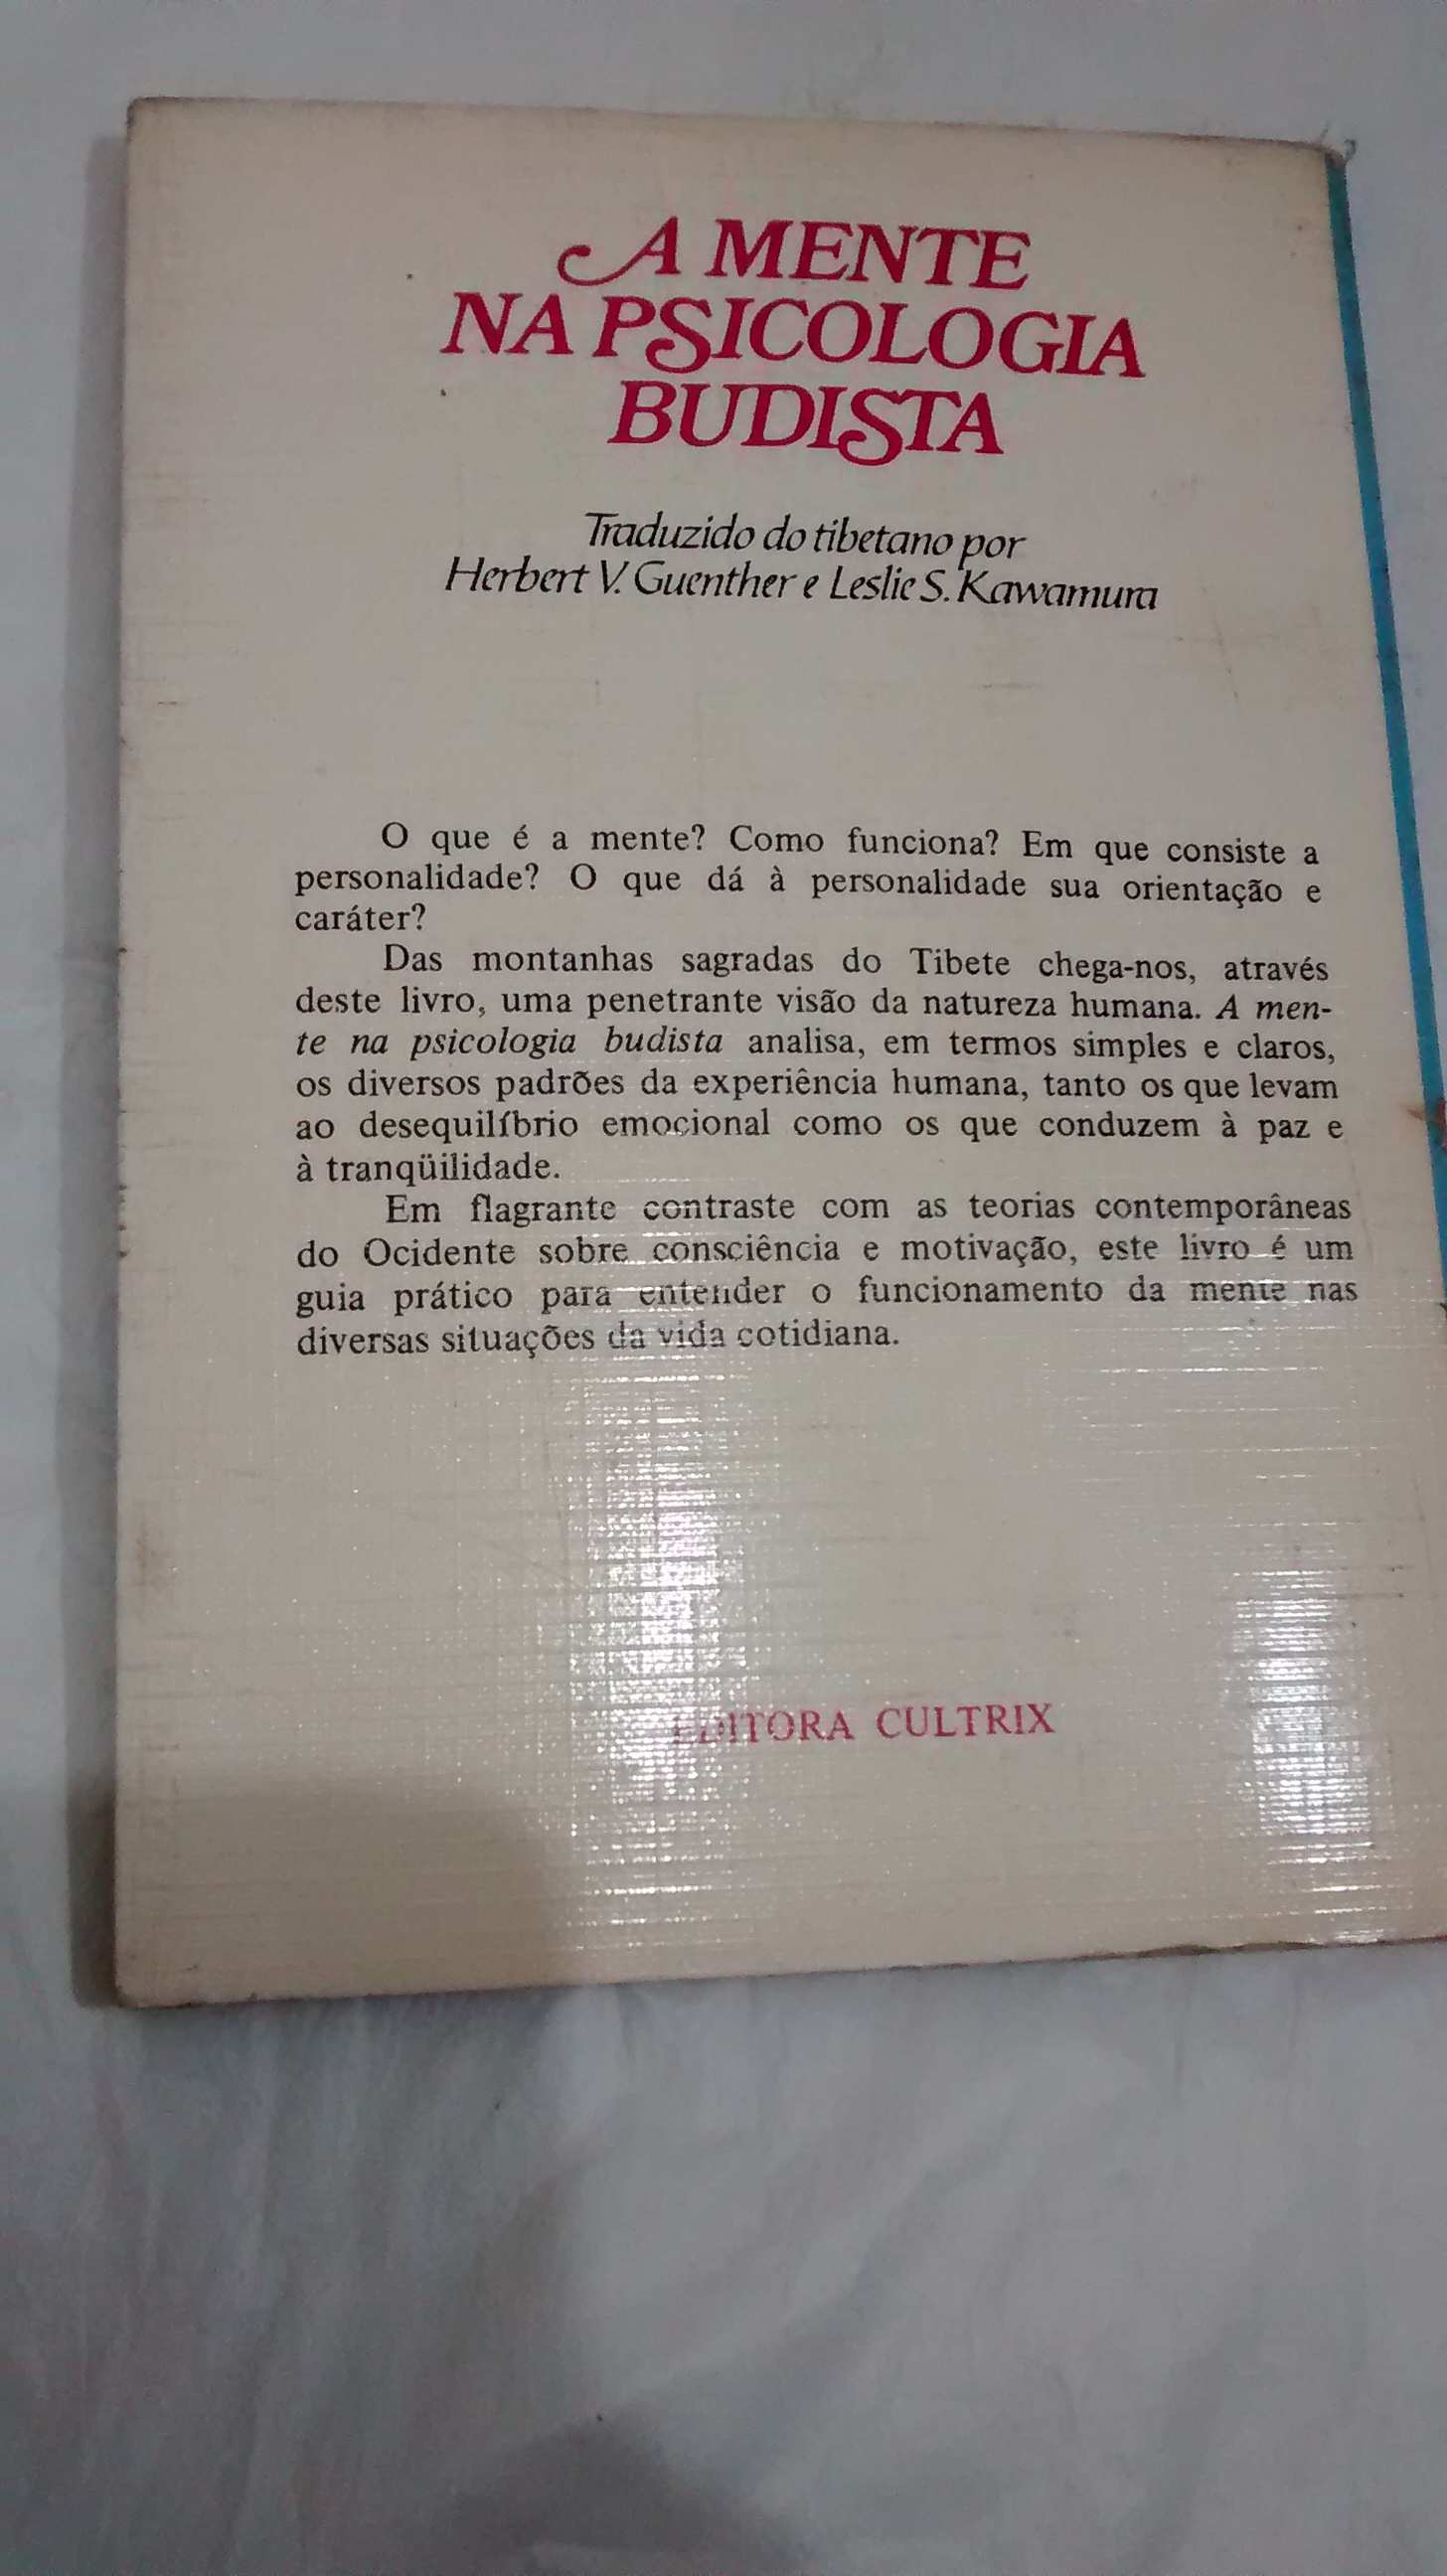 A MENTE
NA PSICOLOGIA
BUDISTA
Traduzido do tibetano por
Herbert V. Guenther e Leslie S. Kawamura
O que é a mente? Como funciona? Em que consiste a
personalidade? O que dá à personalidade sua orientação e
caráter?
Das montanhas sagradas do Tibete chega-nos, através
deste livro, uma penetrante visão da natureza humana. A men-
te na psicologia budista analisa, em termos simples e claros,
os diversos padrões da experiência humana, tanto os que levam
ao desequilíbrio emocional como os que conduzem à paz e
à tranqüilidade.
Em flagrante contraste com as teorias contemporâneas
do Ocidente sobre consciência e motivação, este livro é um
guia prático para entender o funcionamento da mente nas
diversas situações da vida cotidiana.
EDITORA CULTRIX